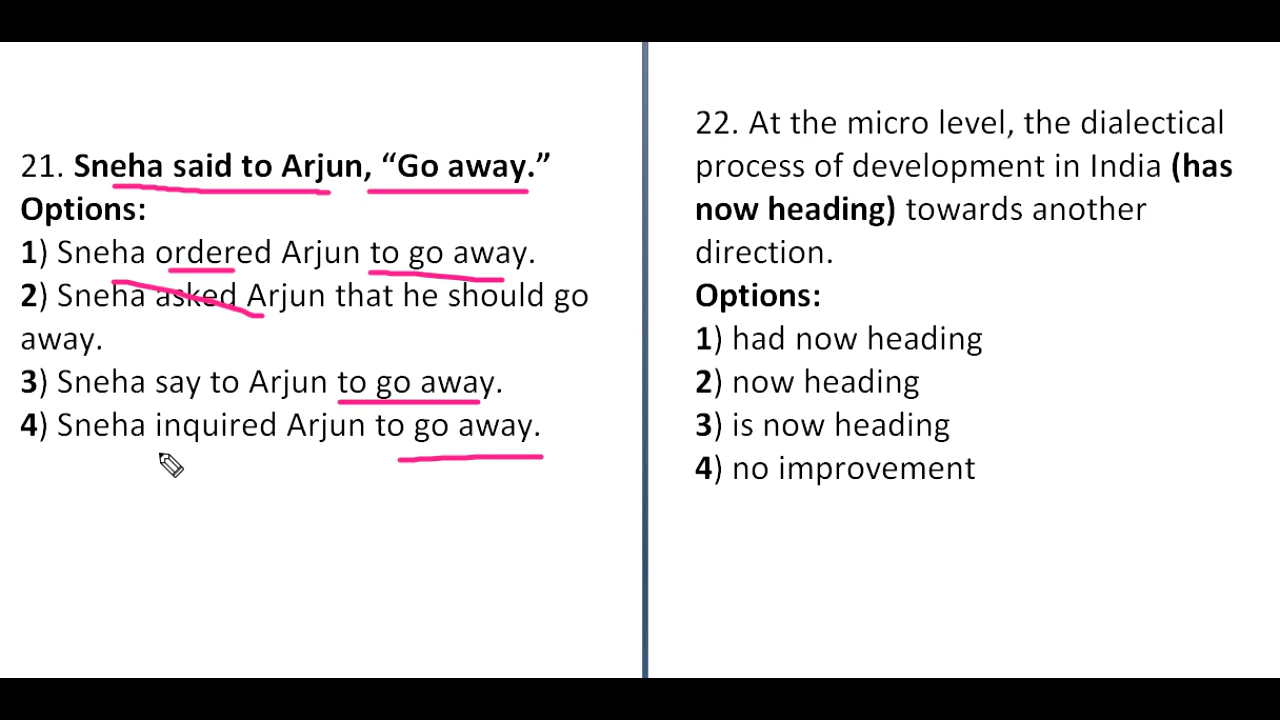 21. Sneha said to Arjun, “Go away.”
Options:
1) Sneha ordered Arjun to go away.
2) Sneha asked Arjun that he should go
away.
3) Sneha say to Arjun to go away.
4) Sneha inquired Arjun to go away.
22. At the micro level, the dialectical
process of development in India (has
now heading) towards another
direction.
Options:
1) had now heading
2) now heading
3) is now heading
4) no improvement